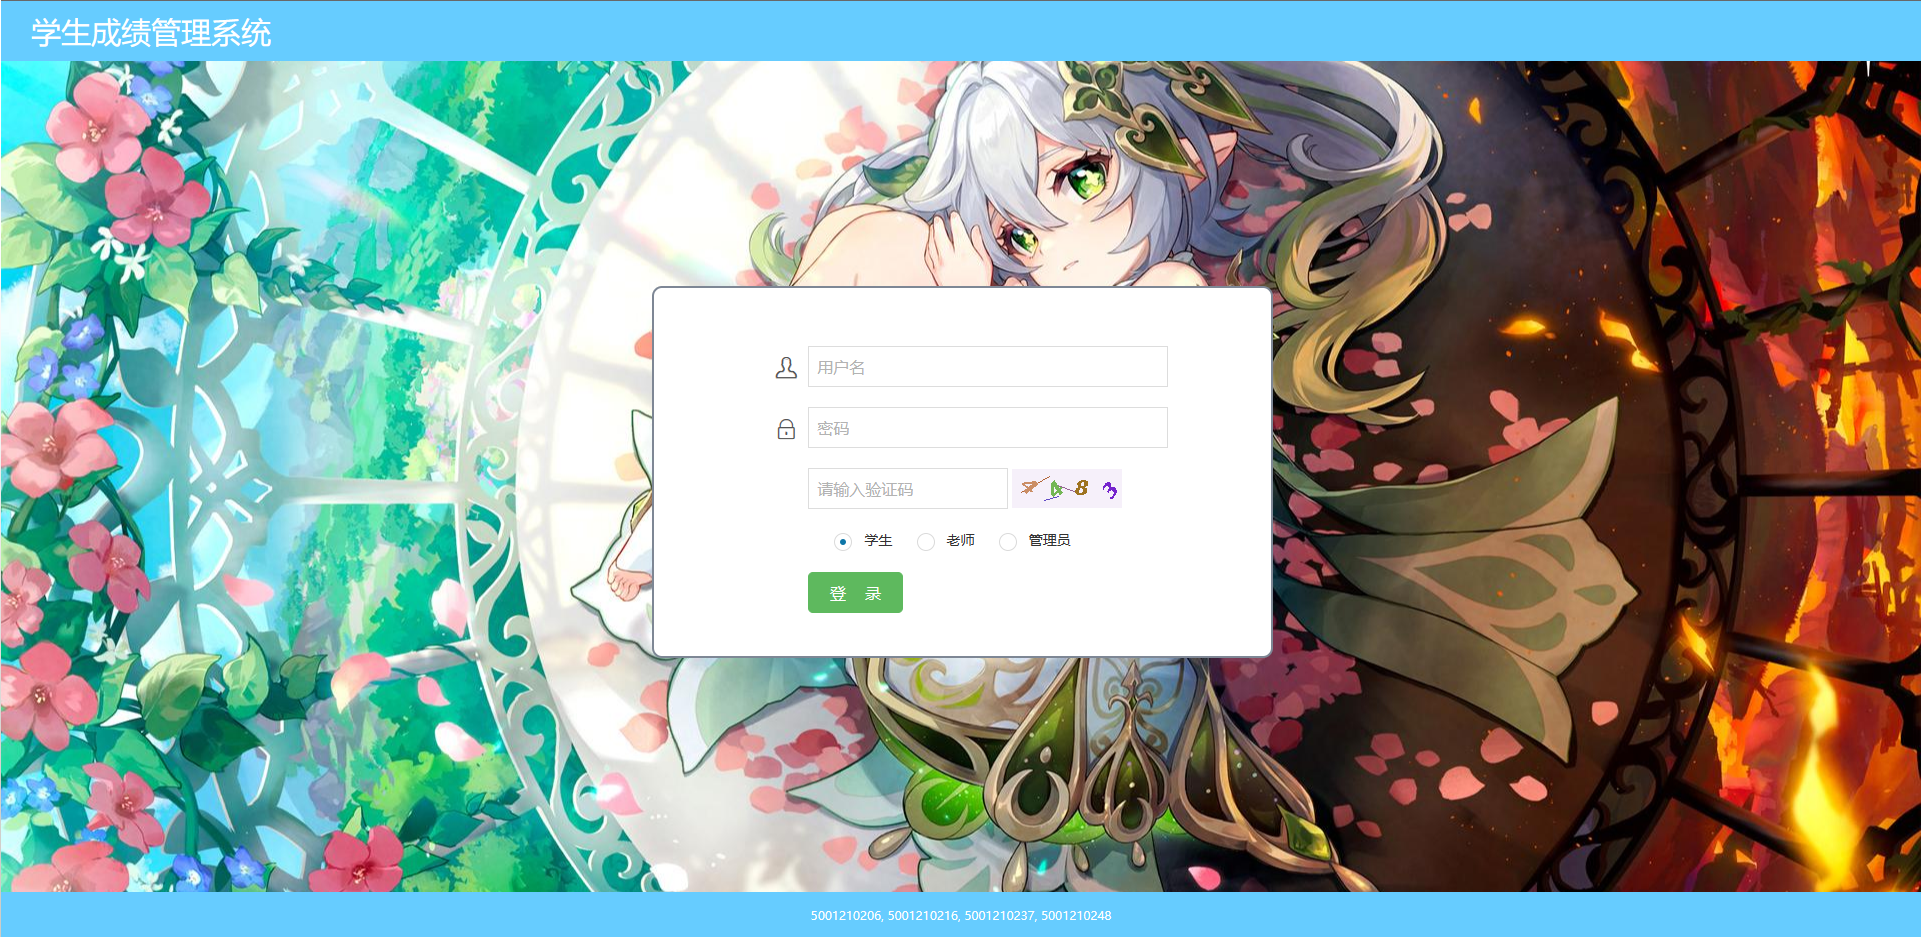 学生成绩管理系统
用户名
密码
请输入验证码
学生 老师 管理员
登 录
5001210206, 5001210216, 5001210237, 5001210248